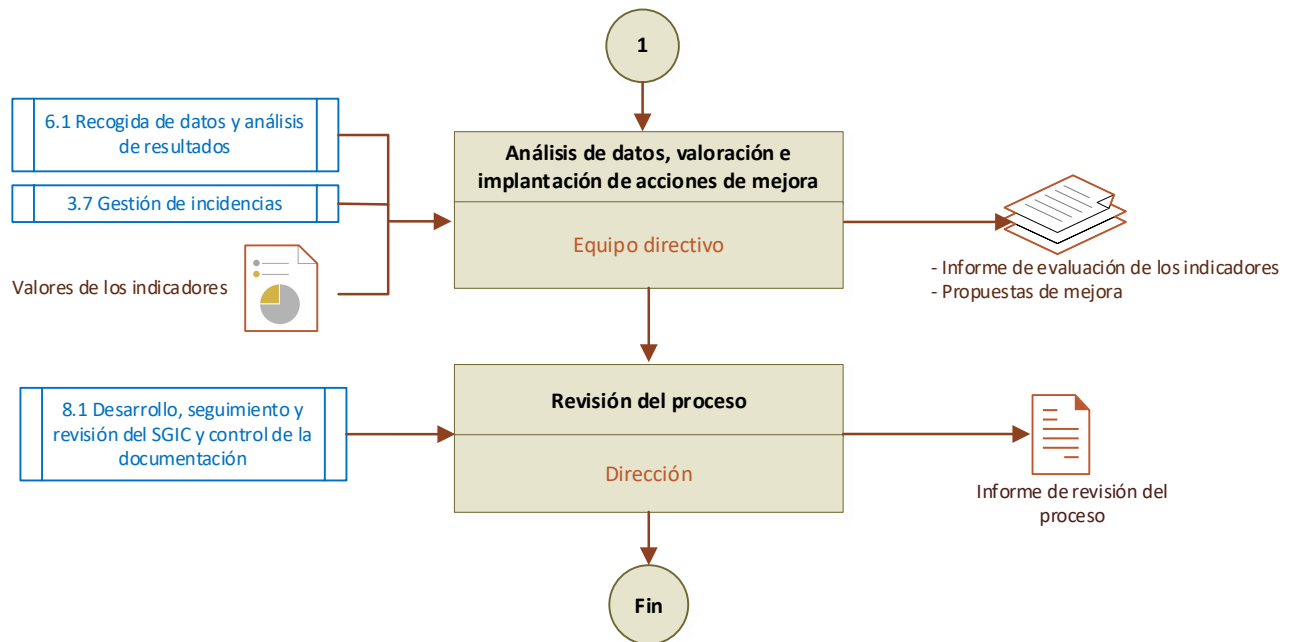 1
6.1 Recogida de datos y análisis
de resultados
3.7 Gestión de incidencias
Valores de los indicadores
Análisis de datos, valoración e
implantación de acciones de mejora
Equipo directivo
- Informe de evaluación de los indicadores
- Propuestas de mejora
8.1 Desarrollo, seguimiento y
revisión del SGIC y control de la
documentación
Revisión del proceso
Dirección
Informe de revisión del
proceso
Fin